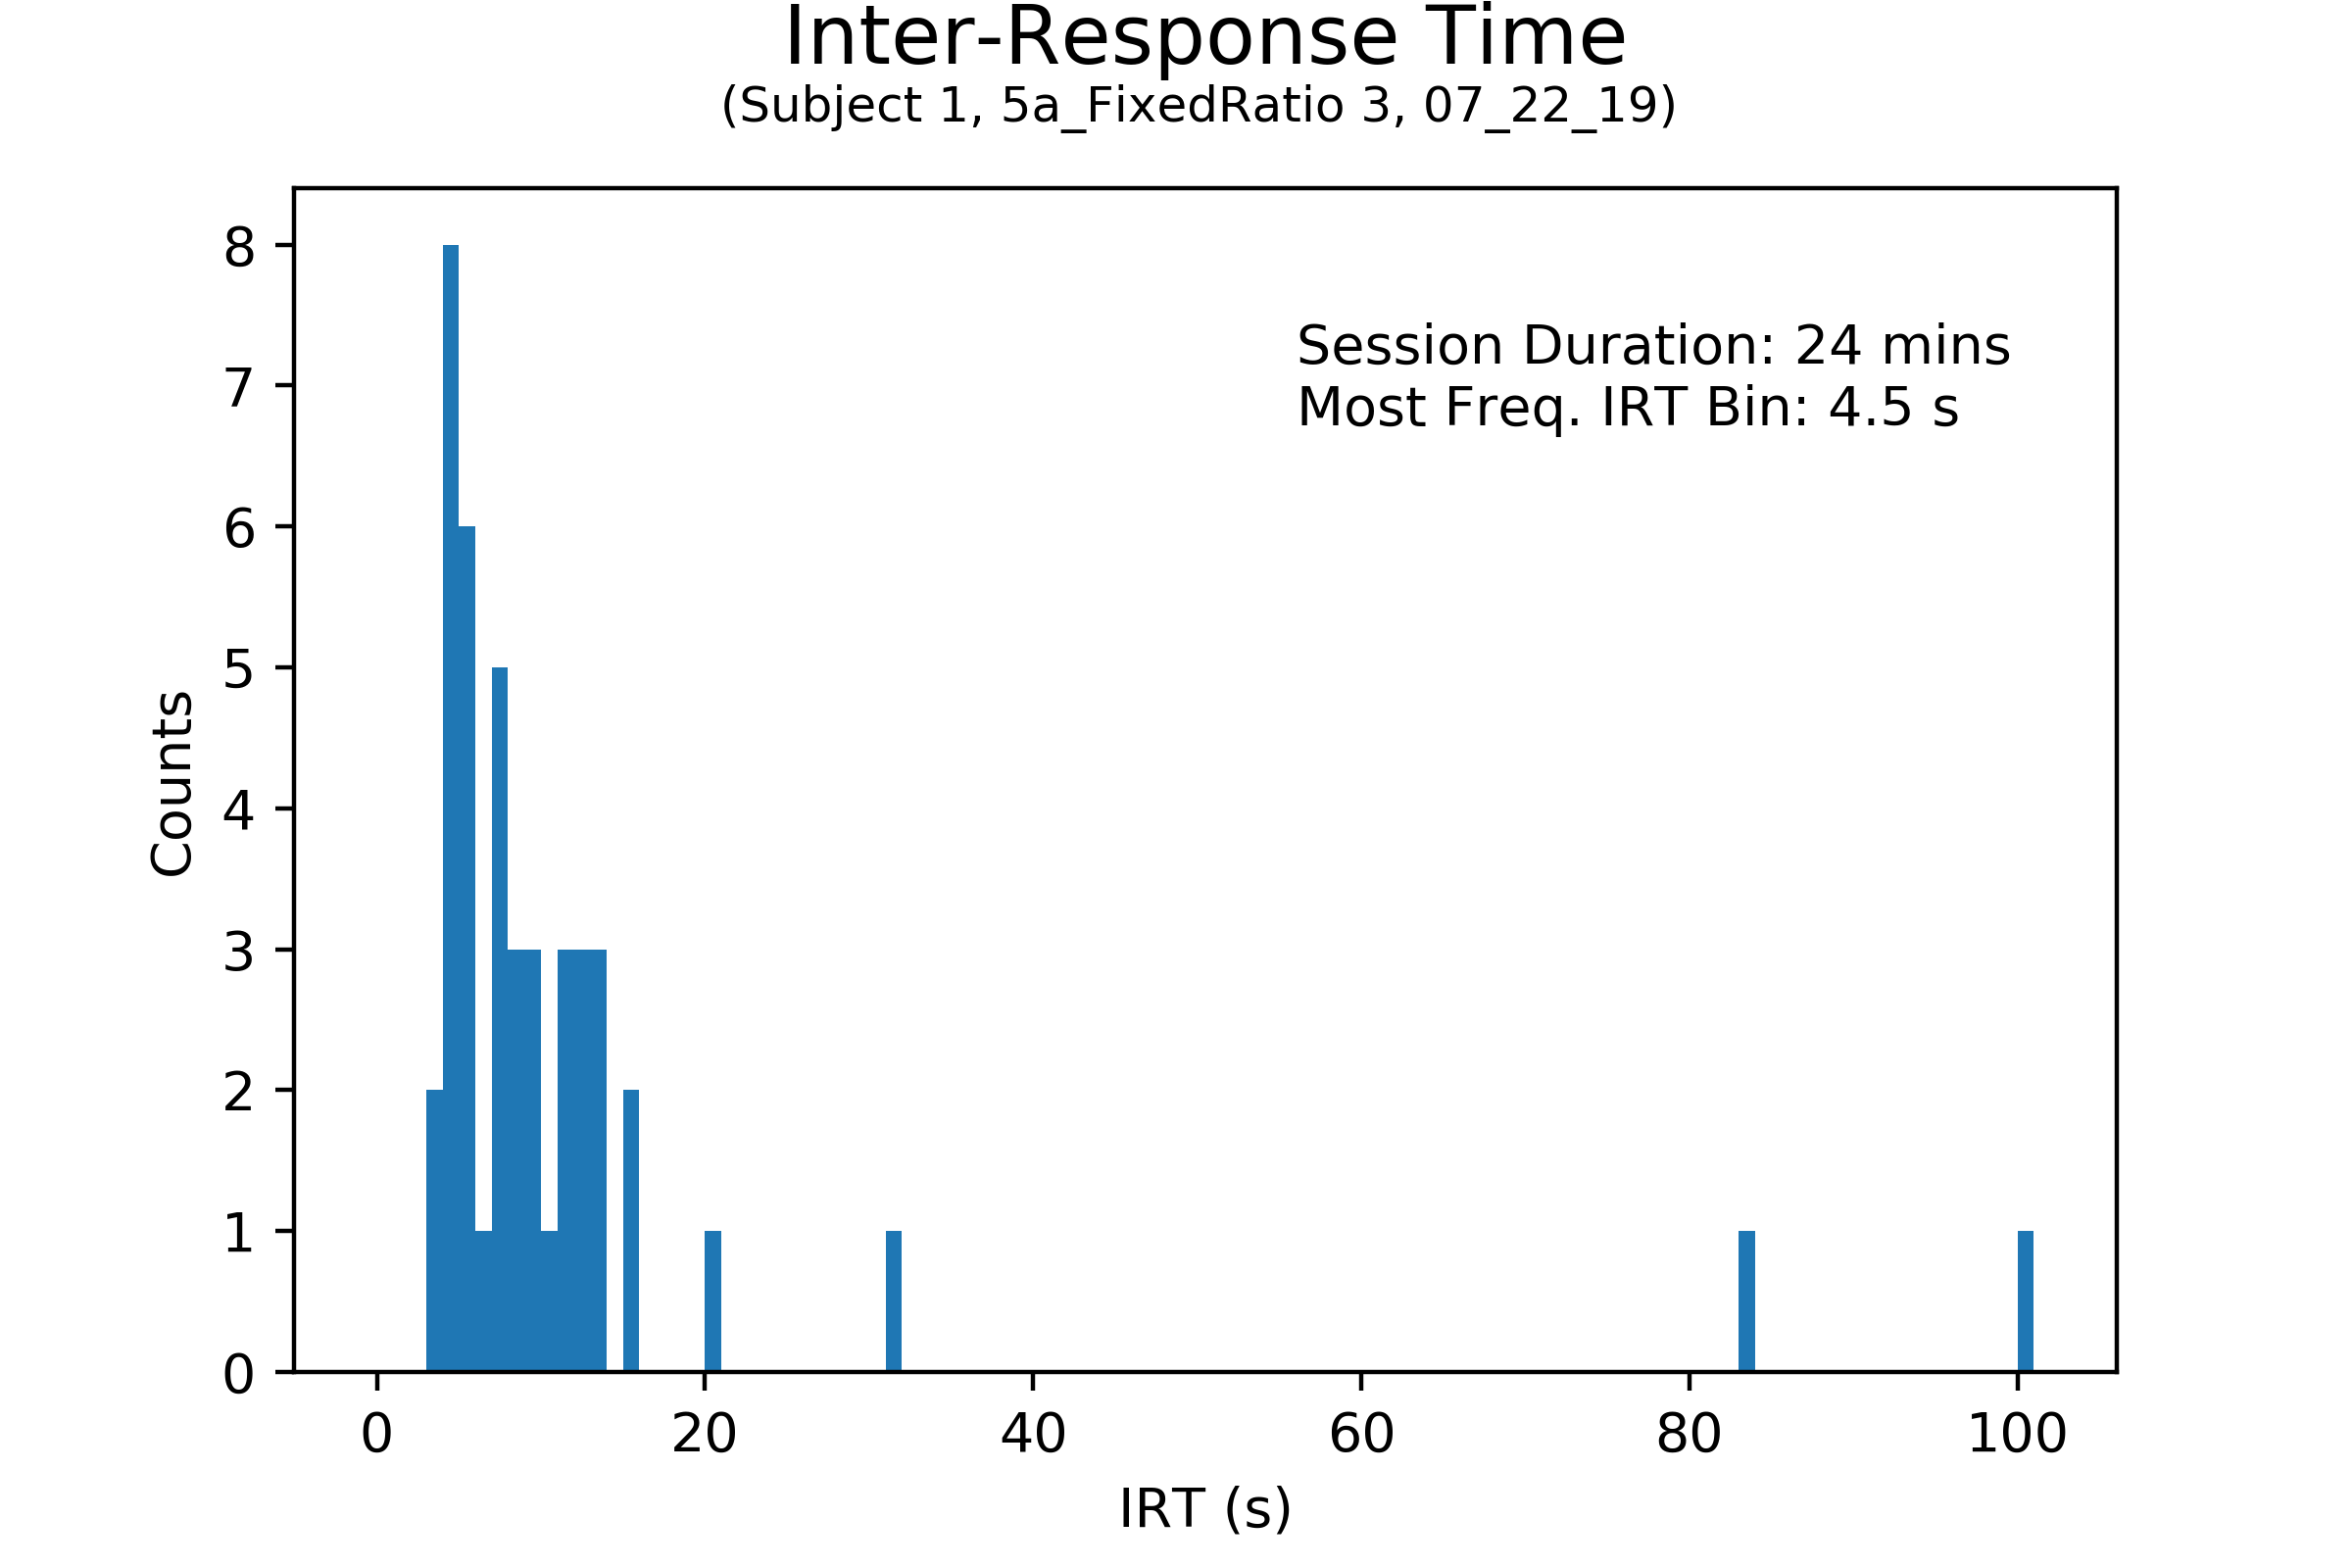 Inter-Response Time
(Subject 1, 5a_FixedRatio 3, 07_22_19)
8
7
6
5
4
3
2
1
0
Counts
Session Duration: 24 mins
Most Freq. IRT Bin: 4.5 s
0 20 40 60 80 100
IRT (s)